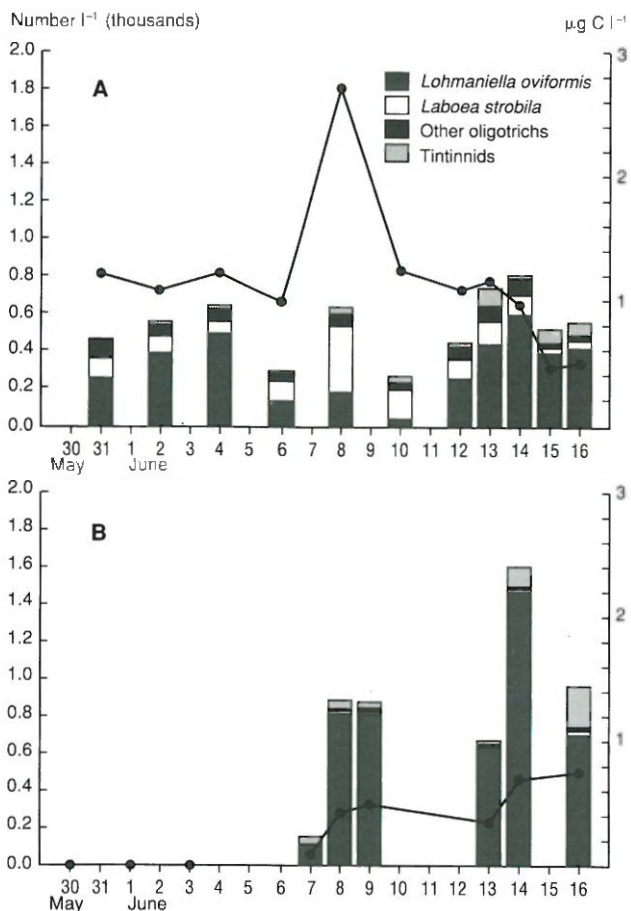 Number l⁻¹ (thousands) μg C l⁻¹
2.0 3
A
Lohmaniella oviformis
1.8
Laboea strobila
1.6
Other oligotrichs
1.4
Tintinnids
2
1.2
1.0
0.8
1
0.6
0.4
0.2
0.0
30 31 1 2 3 4 5 6 7 8 9 10 11 12 13 14 15 16
May June
2.0 3
B
1.8
1.6
1.4
2
1.2
1.0
0.8
1
0.6
0.4
0.2
0.0
30 31 1 2 3 4 5 6 7 8 9 10 11 12 13 14 15 16
May June